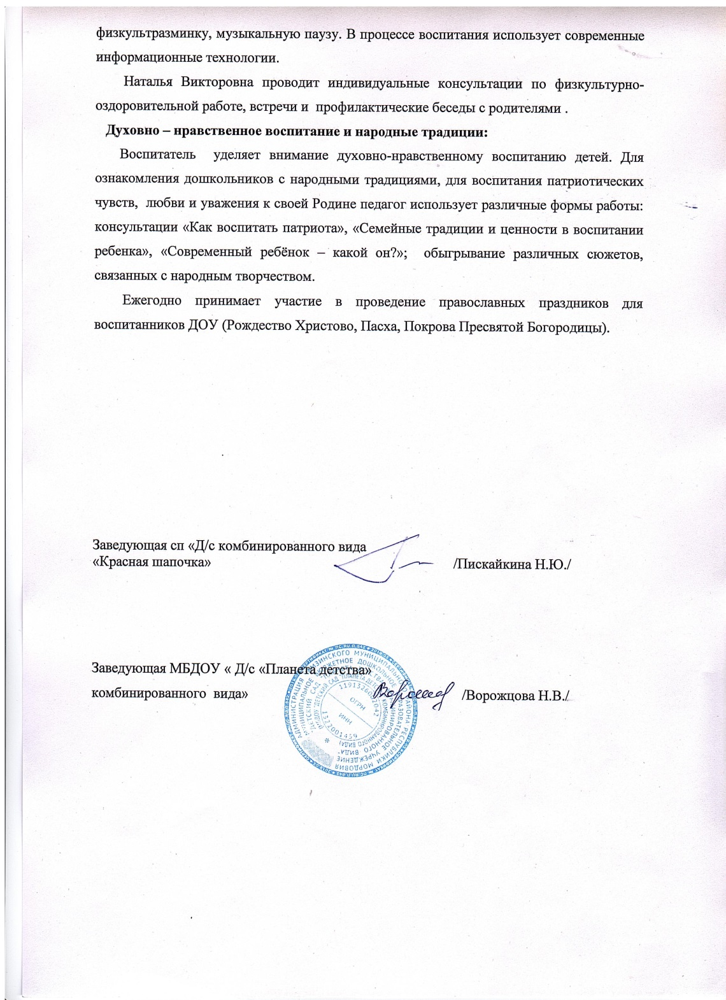 физкультразминку, музыкальную паузу. В процессе воспитания использует современные
информационные технологии.
Наталья Викторовна проводит индивидуальные консультации по физкультурно-
оздоровительной работе, встречи и профилактические беседы с родителями .
Духовно – нравственное воспитание и народные традиции:
Воспитатель уделяет внимание духовно-нравственному воспитанию детей. Для
ознакомления дошкольников с народными традициями, для воспитания патриотических
чувств, любви и уважения к своей Родине педагог использует различные формы работы:
консультации «Как воспитать патриота», «Семейные традиции и ценности в воспитании
ребенка», «Современный ребёнок – какой он?»; обыгрывание различных сюжетов,
связанных с народным творчеством.
Ежегодно принимает участие в проведение православных праздников для
воспитанников ДОУ (Рождество Христово, Пасха, Покрова Пресвятой Богородицы).
Заведующая сп «Д/с комбинированного вида
«Красная шапочка» /Пискайкина Н.Ю./
Заведующая МБДОУ « Д/с «Планета детства»
комбинированного вида» /Ворожцова Н.В./
МУНИЦИПАЛЬНОГО РАЙОНА РЕСПУБЛИКИ МОРДОВИЯ
ОГРН
ИНН